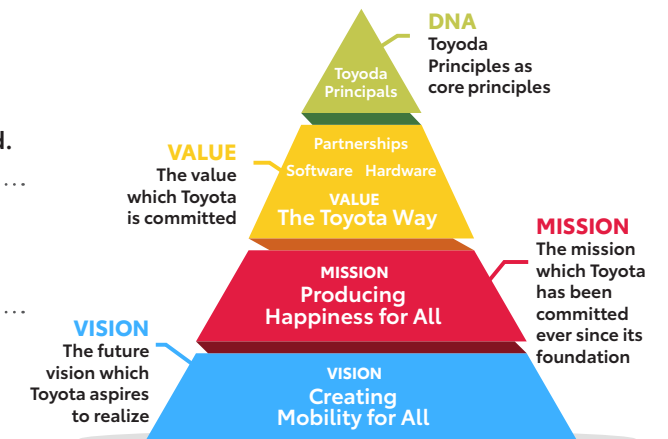 DNA
Toyoda
Principles as
core principles
Toyoda
Principals
d.
VALUE
The value
which Toyota
is committed
Partnerships
Software Hardware
VALUE
The Toyota Way
MISSION
The mission
which Toyota
has been
committed
ever since its
foundation
MISSION
Producing
Happiness for All
VISION
The future
vision which
Toyota aspires
to realize
VISION
Creating
Mobility for All